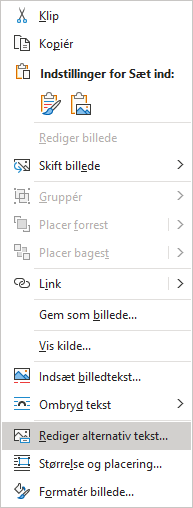 Klip
Kopiér
Indstillinger for Sæt ind:
Rediger billede
Skift billede
Gruppér
Placer forrest
Placer bagest
Link
Gem som billede...
Vis kilde...
Indsæt billedtekst...
Ombryd tekst
Rediger alternativ tekst...
Størrelse og placering...
Formatér billede...